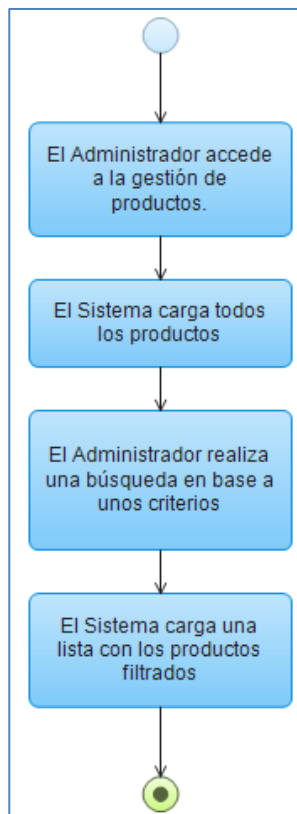 El Administrador accede
a la gestión de
productos.
El Sistema carga todos
los productos
El Administrador realiza
una búsqueda en base a
unos criterios
El Sistema carga una
lista con los productos
filtrados